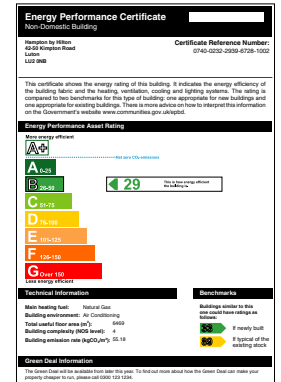 Energy Performance Certificate
Non-Domestic Building
Hampton by Hilton
42-50 Kimpton Road
Luton
LU2 0NB
Certificate Reference Number:
0740-0232-2939-6728-1002
This certificate shows the energy rating of this building. It indicates the energy efficiency of
the building fabric and the heating, ventilation, cooling and lighting systems. The rating is
compared to two benchmarks for this type of building: one appropriate for new buildings and
one appropriate for existing buildings. There is more advice on how to interpret this information
on the Government's website www.communities.gov.uk/epbd.
Energy Performance Asset Rating
More energy efficient
A+
Net zero CO₂ emissions
A 0-25
B 26-50
29
This is how energy efficient
the building is.
C 51-75
D 76-100
E 101-125
F 126-150
G Over 150
Less energy efficient
Technical Information
Main heating fuel: Natural Gas
Building environment: Air Conditioning
Total useful floor area (m²): 6469
Building complexity (NOS level): 4
Building emission rate (kgCO₂/m²): 55.18
Benchmarks
Buildings similar to this
one could have ratings as
follows:
If newly built
If typical of the
existing stock
Green Deal Information
The Green Deal will be available from later this year. To find out more about how the Green Deal can make your
property cheaper to run, please call 0300 123 1234.